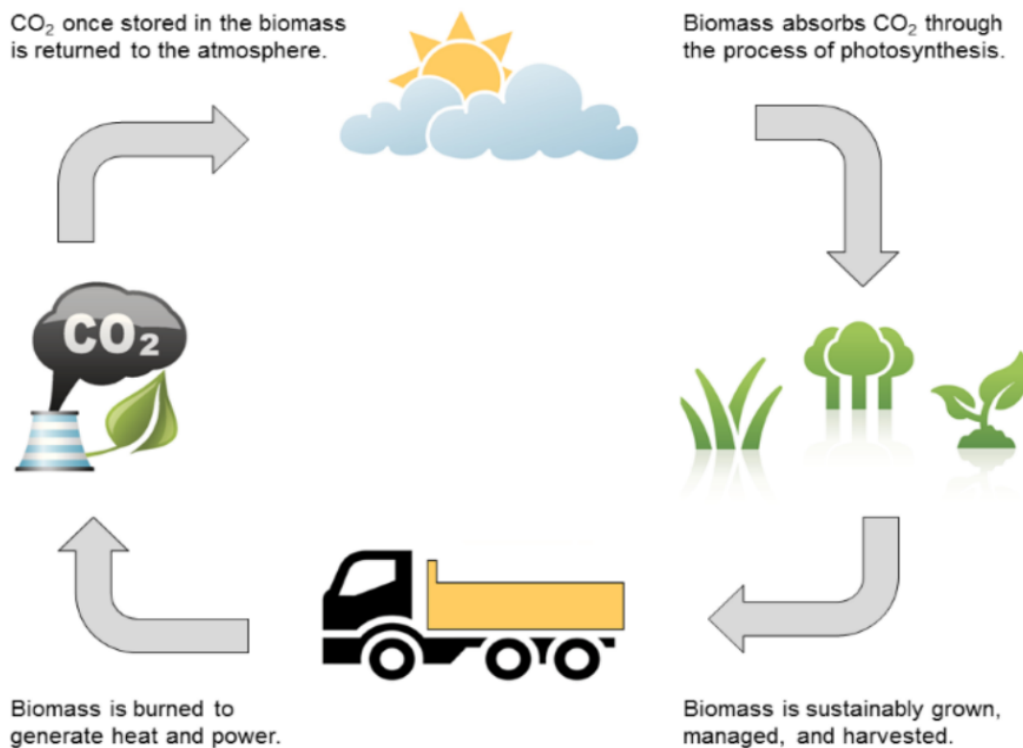 CO₂ once stored in the biomass
is returned to the atmosphere.
Biomass absorbs CO₂ through
the process of photosynthesis.
CO₂
Biomass is burned to
generate heat and power.
Biomass is sustainably grown,
managed, and harvested.